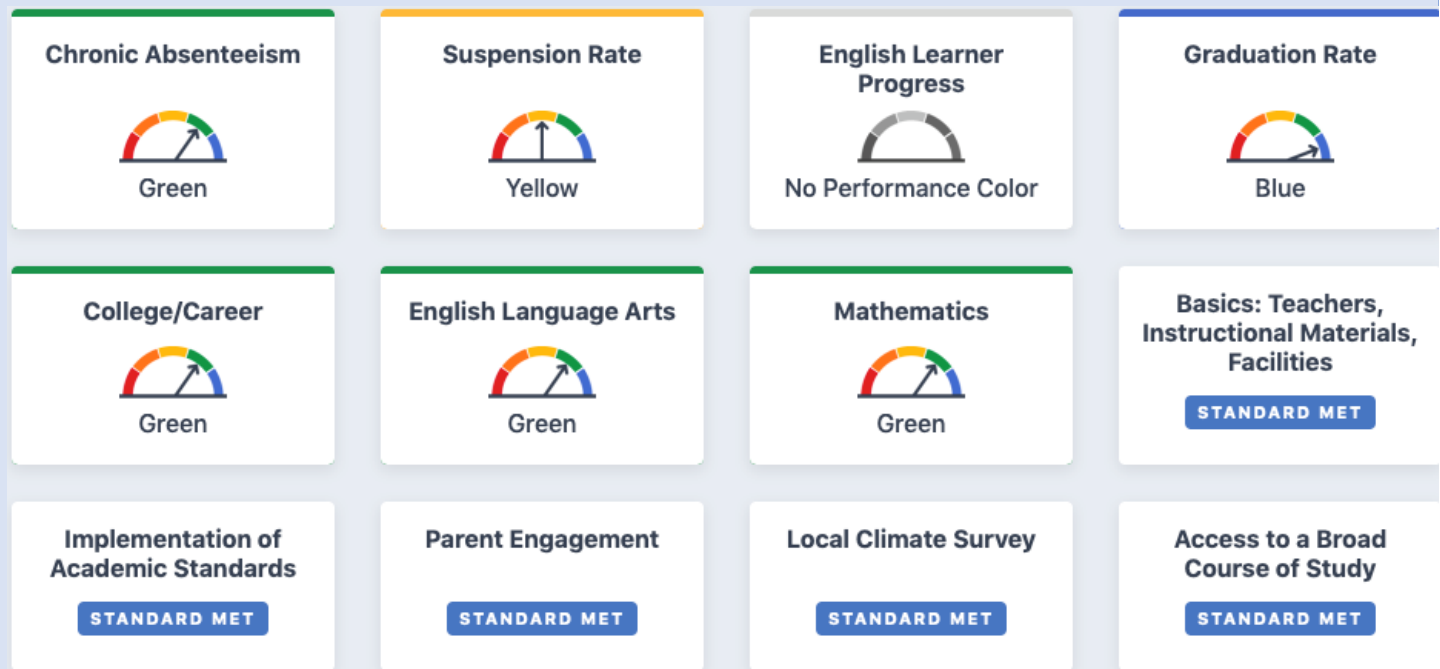 Chronic Absenteeism
Green
Suspension Rate
Yellow
English Learner
Progress
No Performance Color
Graduation Rate
Blue
College/Career
Green
English Language Arts
Green
Mathematics
Green
Basics: Teachers,
Instructional Materials,
Facilities
STANDARD MET
Implementation of
Academic Standards
STANDARD MET
Parent Engagement
STANDARD MET
Local Climate Survey
STANDARD MET
Access to a Broad
Course of Study
STANDARD MET